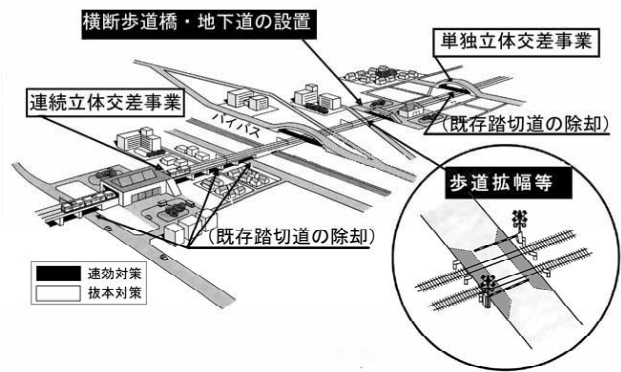 横断歩道橋・地下道の設置
単独立体交差事業
連続立体交差事業
バイパス
(既存踏切道の除却)
歩道拡幅等
(既存踏切道の除却)
速効対策
抜本対策